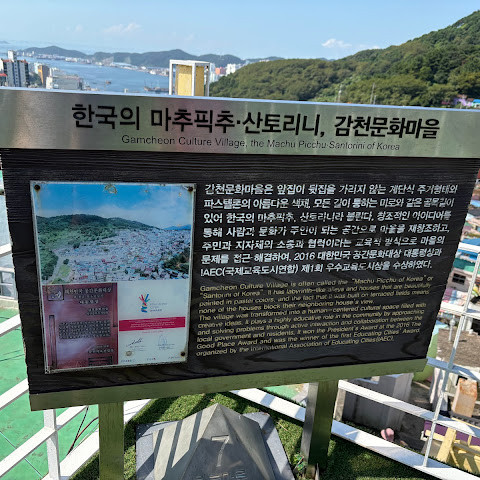 한국의 마추픽추·산토리니, 감천문화마을
Gamcheon Culture Village, the Machu Picchu Santorini of Korea
감천문화마을은 앞집이 뒷집을 가리지 않는 계단식 주거형태와
파스텔톤의 아름다운 색채, 모든 길이 통하는 미로와 같은 골목길이
있어 한국의 마추픽추, 산토리니라 불린다. 창조적인 아이디어를
통해 사람과 문화가 주인이 되는 공간으로 마을을 재창조하고,
주민과 지자체의 소통과 협력이라는 교육적 방식으로 마을의
문제를 접근 해결하여, 2016 대한민국 공간문화대상 대통령상과
IAEC(국제교육도시연합) 제1회 우수교육도시상을 수상하였다.
Gamcheon Culture Village is often called the "Machu Picchu of Korea" or
"Santorini of Korea". It has labyrinth-like alleys and houses that are beautifully
painted in pastel colors, and the fact that it was built on terraced fields means
none of the houses block their neighboring house's view.
The village was transformed into a human-centered cultural space filled with
creative ideas. It plays a highly educative role in the community by approaching
and solving problems through active interaction and collaboration between the
local governments and residents. It won the President's Award at the 2016 The
Good Place Award and was the winner of the first Educating Cities Award
organized by the International Association of Educating Cities(IAEC).